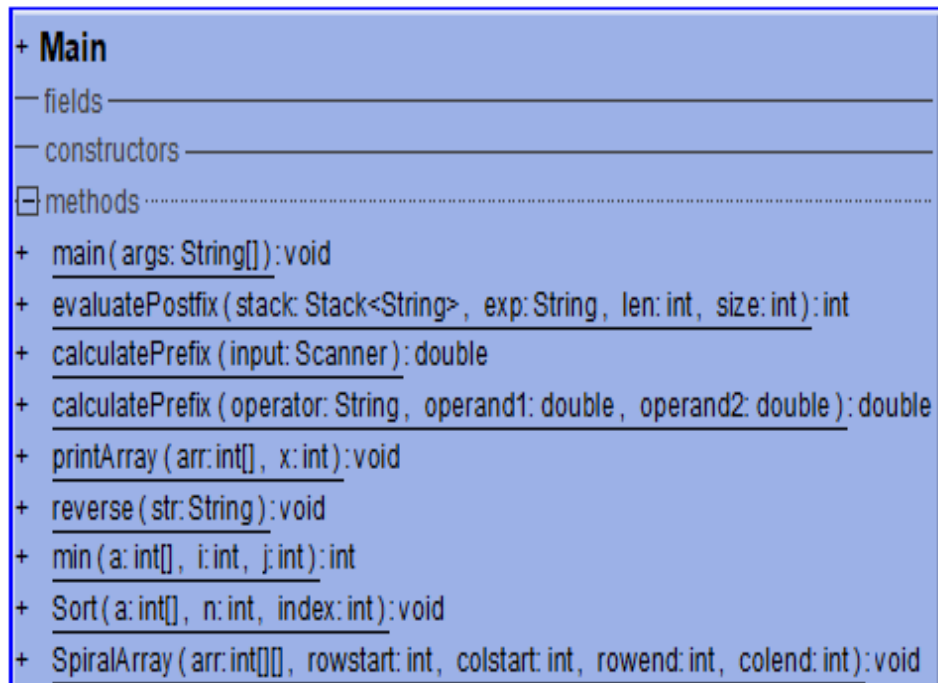 + Main
fields
constructors
methods
+ main(args: String[]): void
+ evaluatePostfix(stack: Stack<String>, exp: String, len: int, size: int): int
+ calculatePrefix(input: Scanner): double
+ calculatePrefix(operator: String, operand1: double, operand2: double): double
+ printArray(arr: int[], x: int): void
+ reverse(str: String): void
+ min(a: int[], i: int, j: int): int
+ Sort(a: int[], n: int, index: int): void
+ SpiralArray(arr: int[][], rowstart: int, colstart: int, rowend: int, colend: int): void